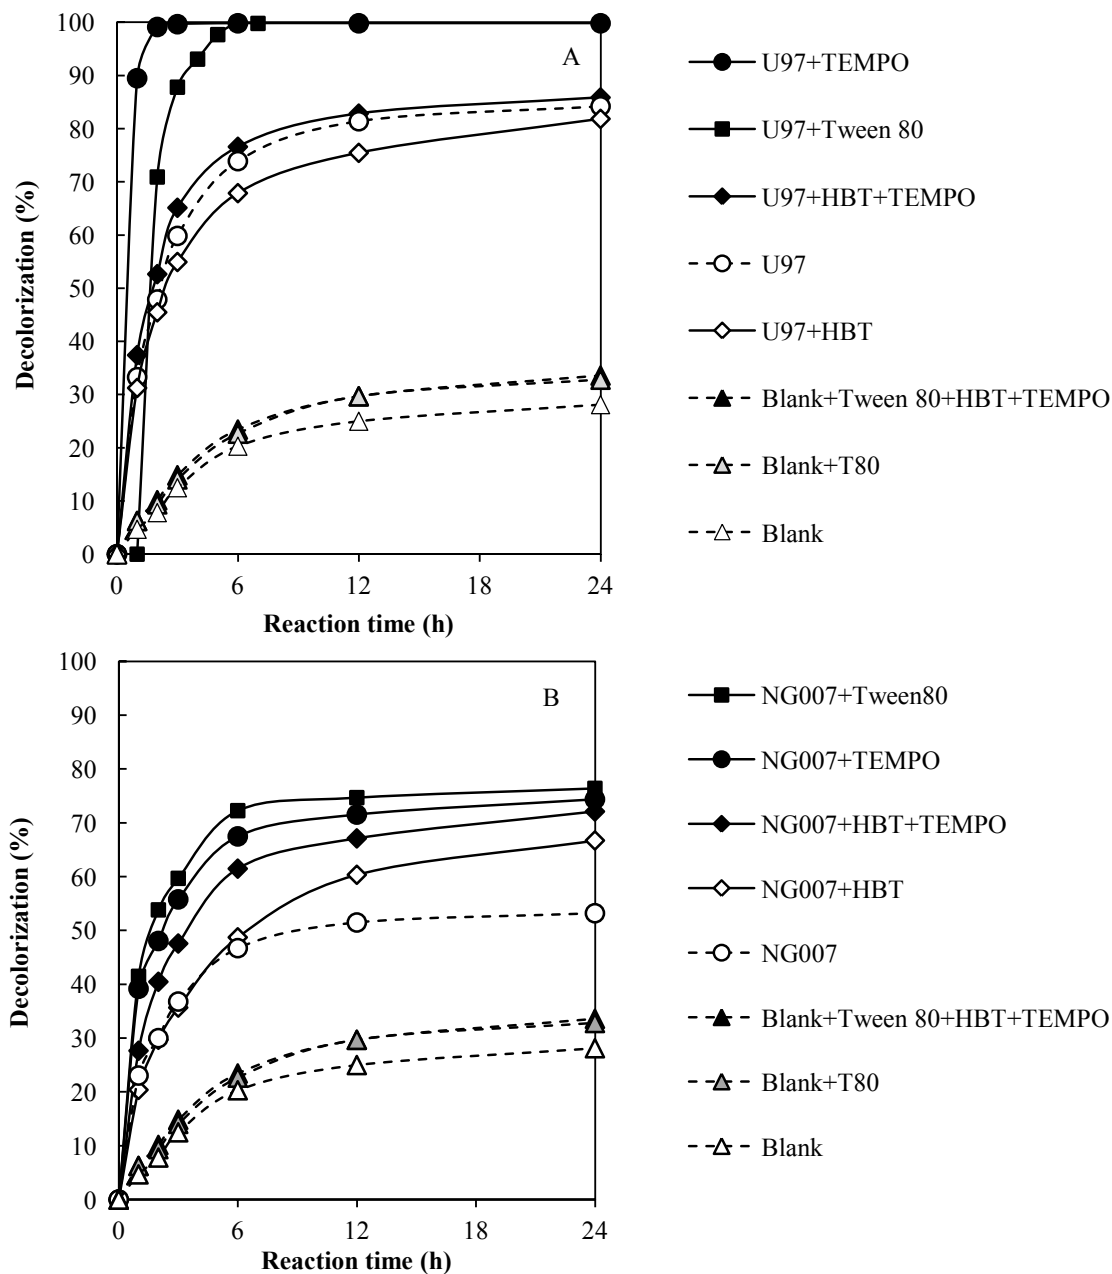 100
90
80
70
60
50
40
30
20
10
0
Decolorization (%)
A
0 6 12 18 24
Reaction time (h)
U97+TEMPO
U97+Tween 80
U97+HBT+TEMPO
U97
U97+HBT
Blank+Tween 80+HBT+TEMPO
Blank+T80
Blank
100
90
80
70
60
50
40
30
20
10
0
Decolorization (%)
B
0 6 12 18 24
Reaction time (h)
NG007+Tween80
NG007+TEMPO
NG007+HBT+TEMPO
NG007+HBT
NG007
Blank+Tween 80+HBT+TEMPO
Blank+T80
Blank